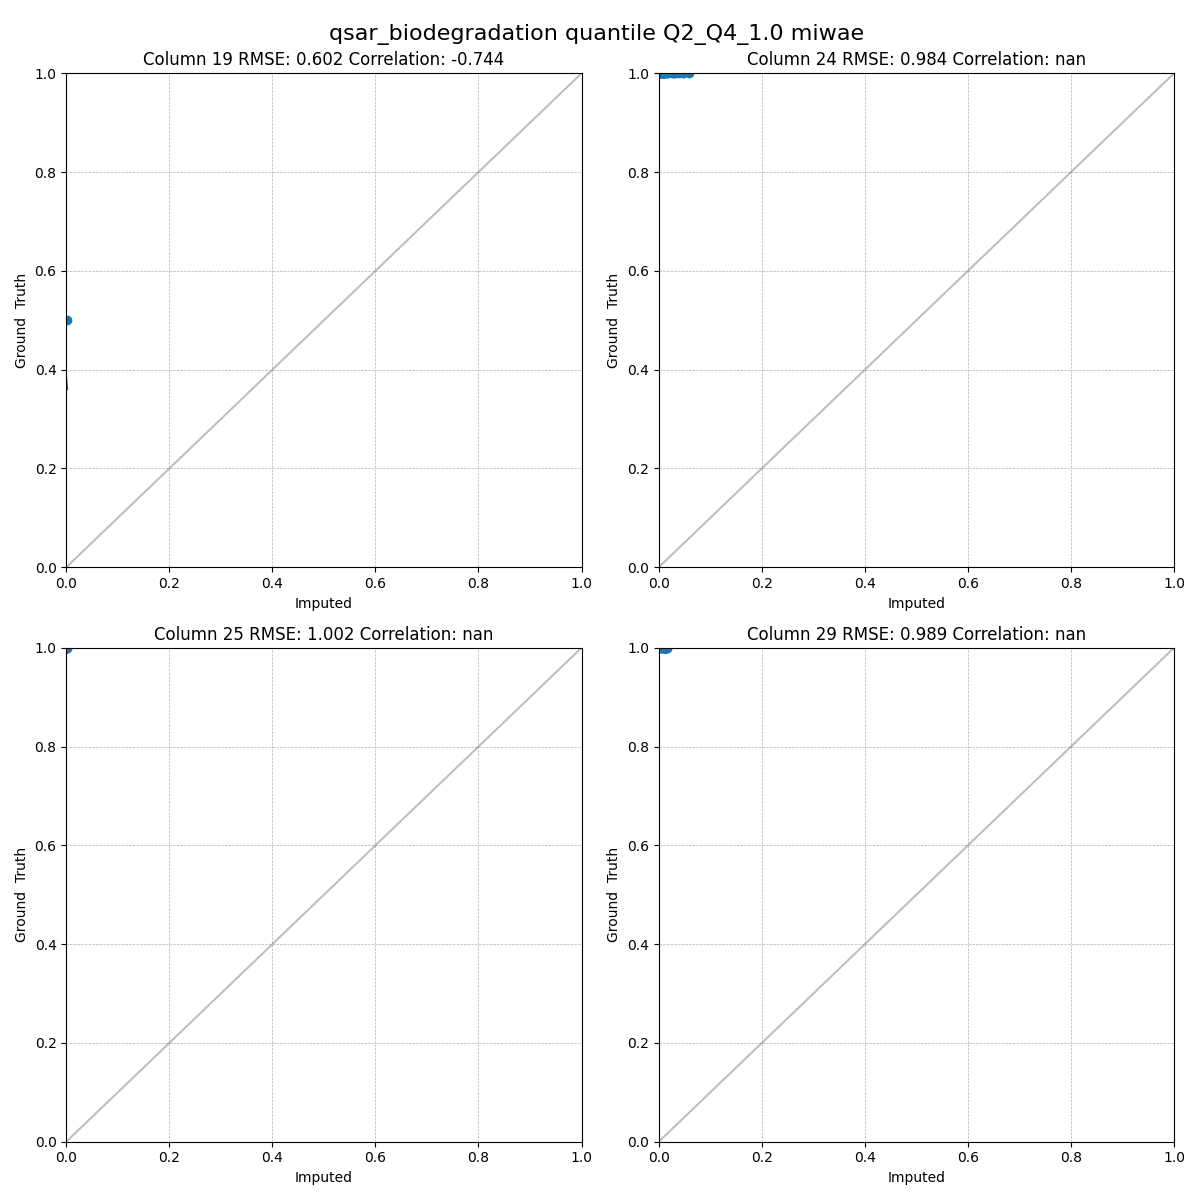 qsar_biodegradation quantile Q2_Q4_1.0 miwae
Column 19 RMSE: 0.602 Correlation: -0.744
1.0
0.8
0.6
0.4
0.2
0.0
Ground Truth
0.0 0.2 0.4 0.6 0.8 1.0
Imputed
Column 24 RMSE: 0.984 Correlation: nan
1.0
0.8
0.6
0.4
0.2
0.0
Ground Truth
0.0 0.2 0.4 0.6 0.8 1.0
Imputed
Column 25 RMSE: 1.002 Correlation: nan
1.0
0.8
0.6
0.4
0.2
0.0
Ground Truth
0.0 0.2 0.4 0.6 0.8 1.0
Imputed
Column 29 RMSE: 0.989 Correlation: nan
1.0
0.8
0.6
0.4
0.2
0.0
Ground Truth
0.0 0.2 0.4 0.6 0.8 1.0
Imputed